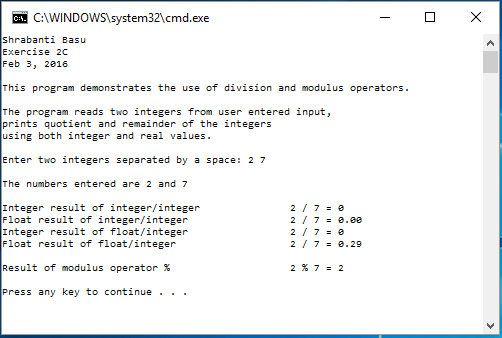 C:\WINDOWS\system32\cmd.exe
Shrabanti Basu
Exercise 2C
Feb 3, 2016
This program demonstrates the use of division and modulus operators.
The program reads two integers from user entered input,
prints quotient and remainder of the integers
using both integer and real values.
Enter two integers separated by a space: 2 7
The numbers entered are 2 and 7
Integer result of integer/integer 2 / 7 = 0
Float result of integer/integer 2 / 7 = 0.00
Integer result of float/integer 2 / 7 = 0
Float result of float/integer 2 / 7 = 0.29
Result of modulus operator % 2 % 7 = 2
Press any key to continue . . .